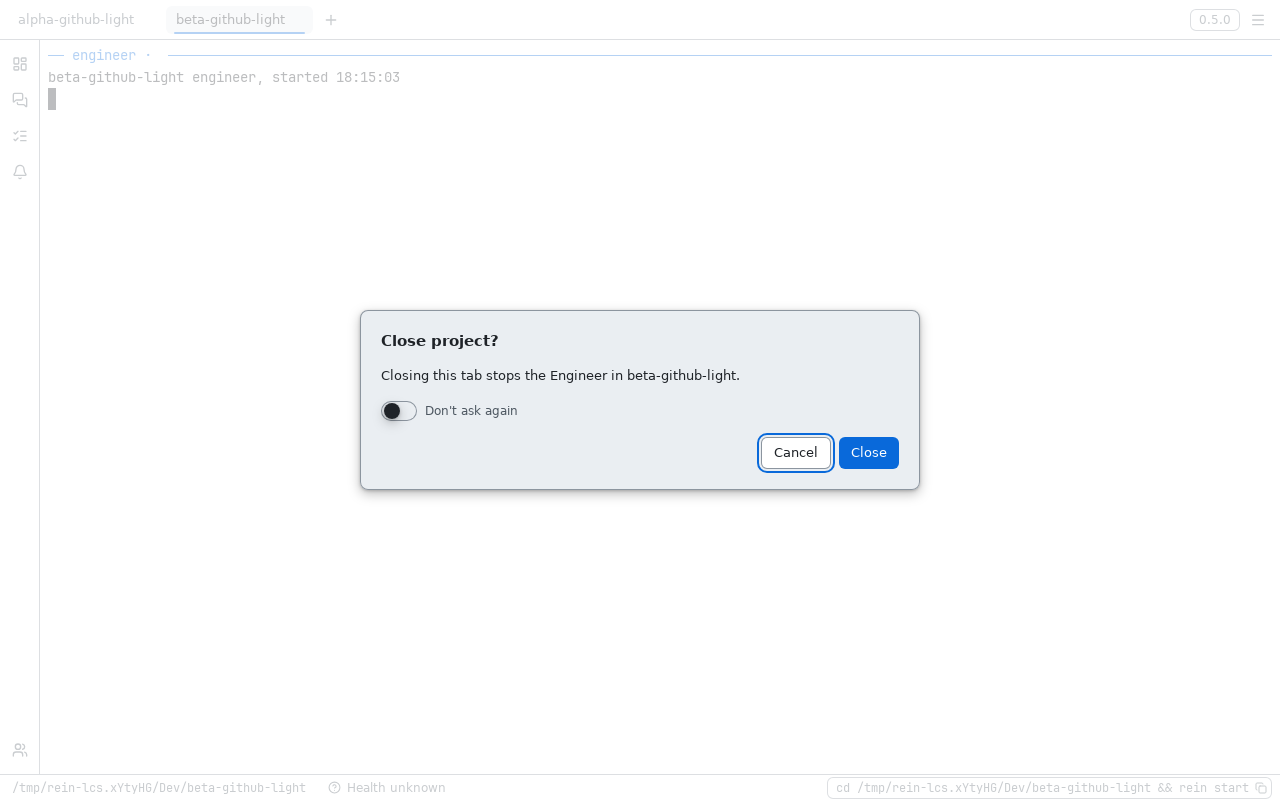 alpha-github-light
beta-github-light
0.5.0
engineer ·
beta-github-light engineer, started 18:15:03
Close project?
Closing this tab stops the Engineer in beta-github-light.
Don't ask again
Cancel
Close
/tmp/rein-lcs.xYtyHG/Dev/beta-github-light
Health unknown
cd /tmp/rein-lcs.xYtyHG/Dev/beta-github-light && rein start